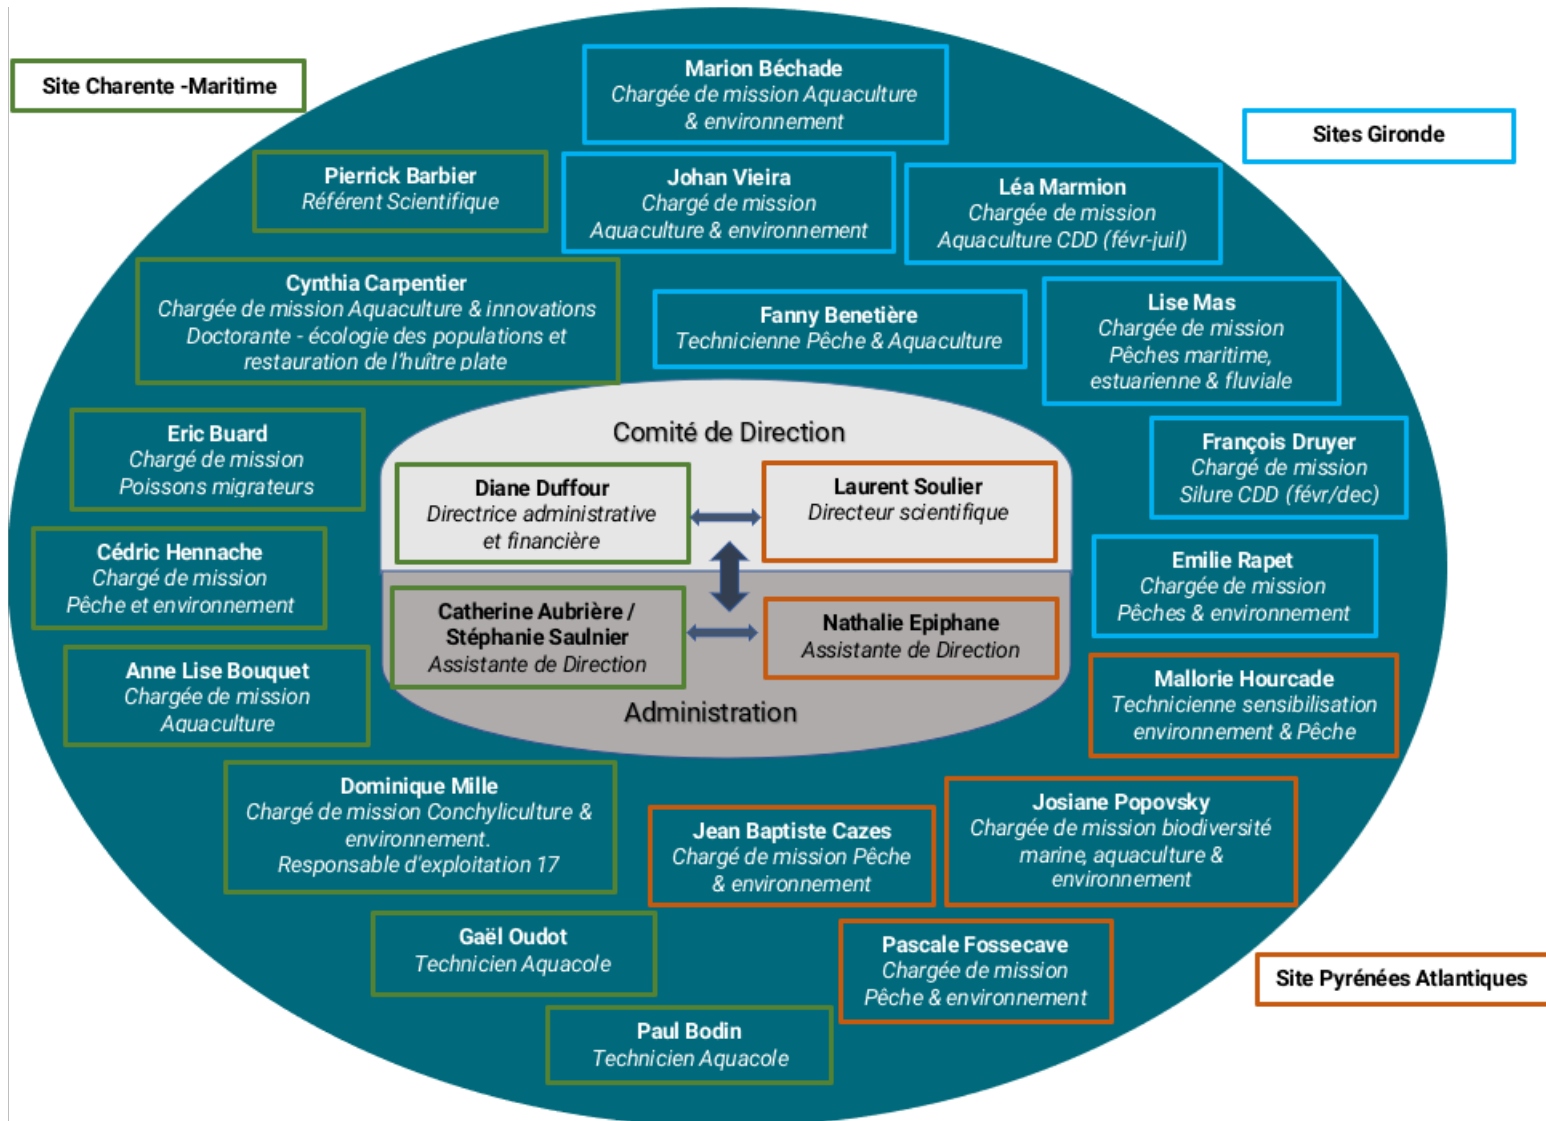 Site Charente -Maritime
Marion Béchade
Chargée de mission Aquaculture
& environnement
Sites Gironde
Pierrick Barbier
Référent Scientifique
Johan Vieira
Chargé de mission
Aquaculture & environnement
Léa Marmion
Chargée de mission
Aquaculture CDD (févr-juil)
Cynthia Carpentier
Chargée de mission Aquaculture & innovations
Doctorante - écologie des populations et
restauration de l'huître plate
Fanny Benetière
Technicienne Pêche & Aquaculture
Lise Mas
Chargée de mission
Pêches maritime,
estuarienne & fluviale
Eric Buard
Chargé de mission
Poissons migrateurs
Comité de Direction
François Druyer
Chargé de mission
Silure CDD (févr/dec)
Diane Duffour
Directrice administrative
et financière
Laurent Soulier
Directeur scientifique
Cédric Hennache
Chargé de mission
Pêche et environnement
Emilie Rapet
Chargée de mission
Pêches & environnement
Catherine Aubrière /
Stéphanie Saulnier
Assistante de Direction
Nathalie Epiphane
Assistante de Direction
Anne Lise Bouquet
Chargée de mission
Aquaculture
Mallorie Hourcade
Technicienne sensibilisation
environnement & Pêche
Administration
Dominique Mille
Chargé de mission Conchyliculture &
environnement.
Responsable d'exploitation 17
Jean Baptiste Cazes
Chargé de mission Pêche
& environnement
Josiane Popovsky
Chargée de mission biodiversité
marine, aquaculture &
environnement
Gaël Oudot
Technicien Aquacole
Pascale Fossecave
Chargée de mission
Pêche & environnement
Site Pyrénées Atlantiques
Paul Bodin
Technicien Aquacole